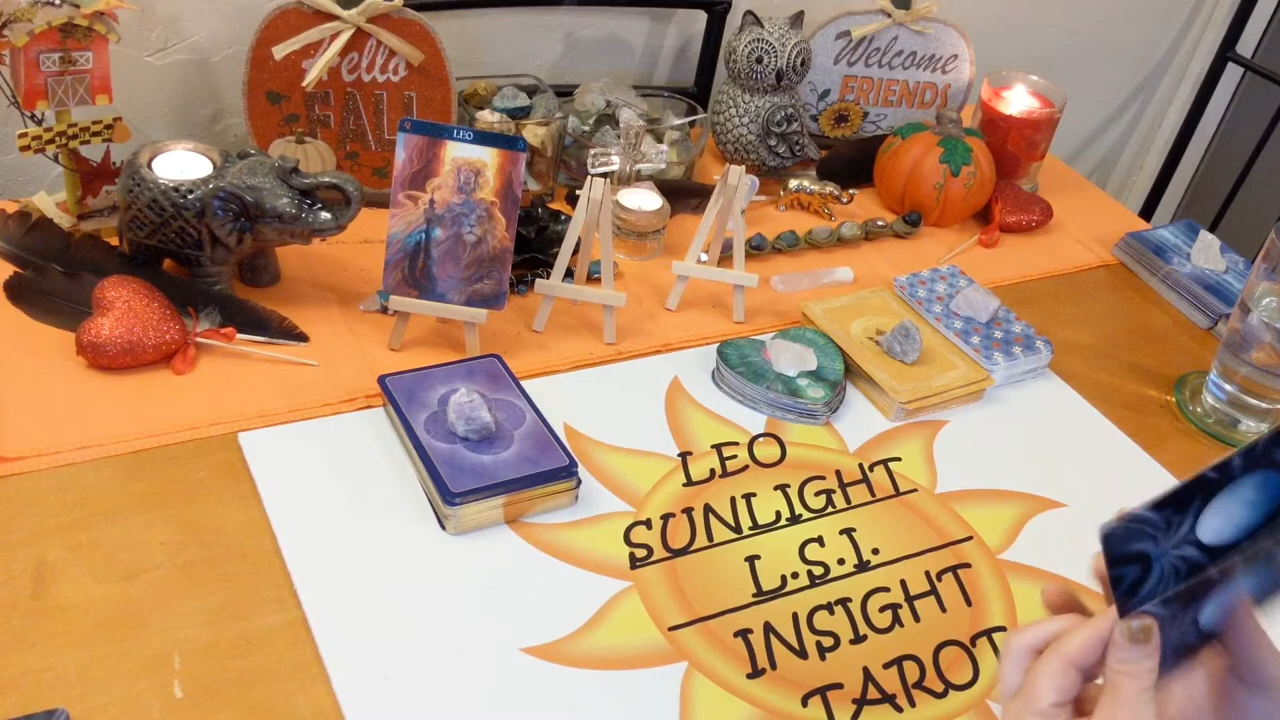 Hello
FALL
Welcome
FRIENDS
LEO
LEO
SUNLIGHT
L.S.I.
INSIGHT
TAROT